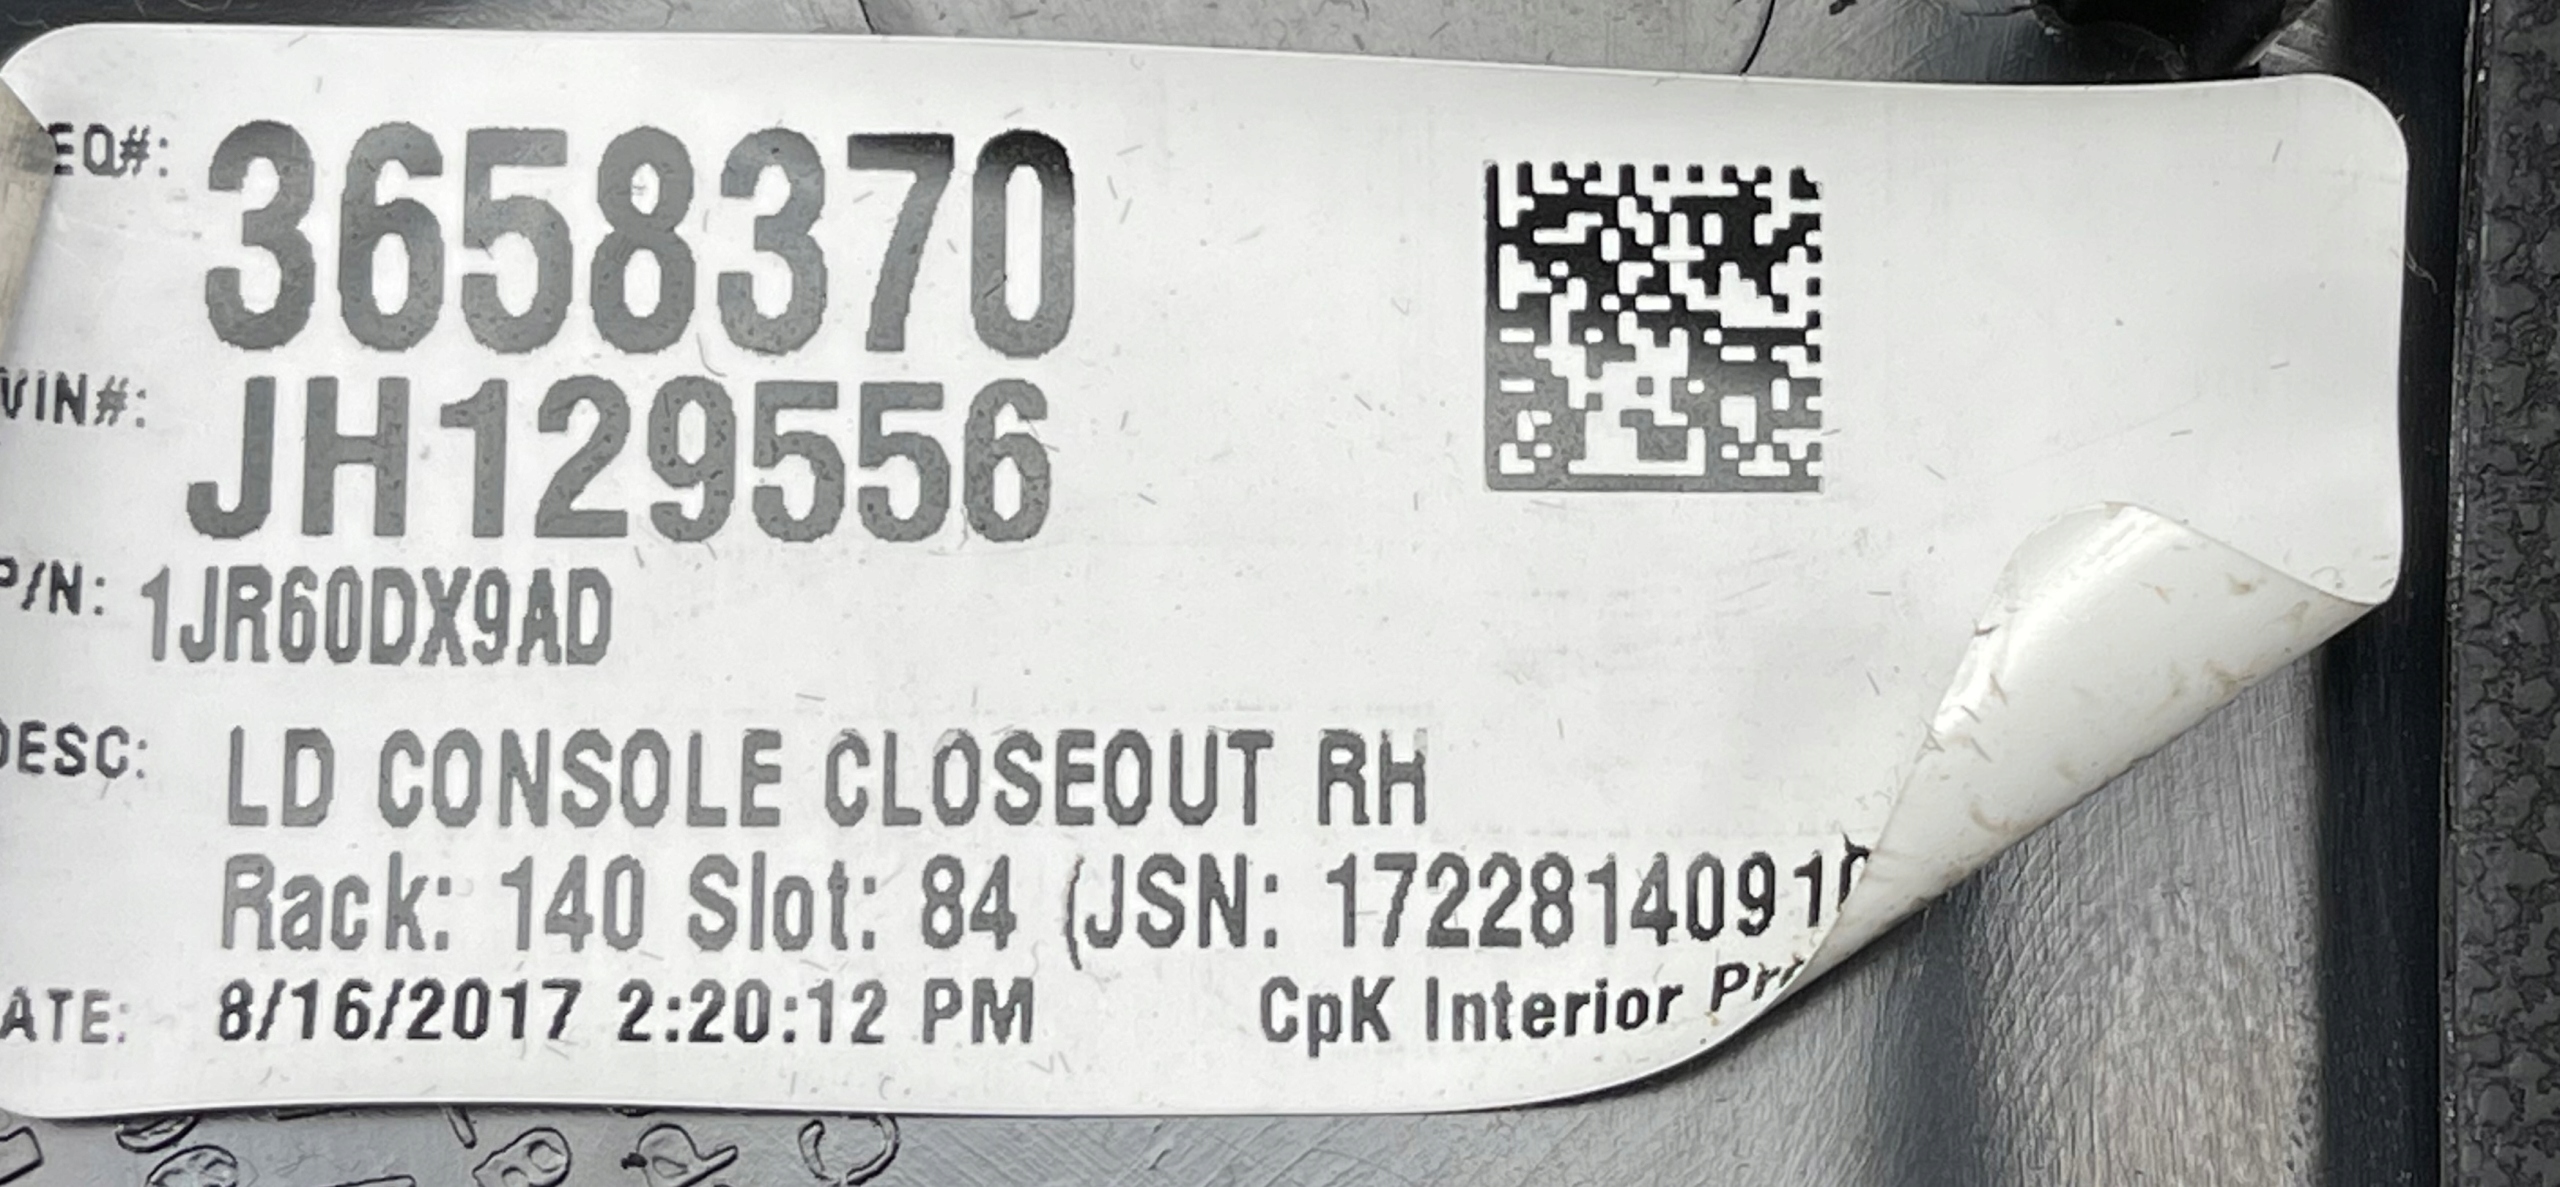 EQ#: 3658370
VIN#: JH129556
P/N: 1JR60DX9AD
DESC: LD CONSOLE CLOSEOUT RH
Rack: 140 Slot: 84 (JSN: 1722814091
ATE: 8/16/2017 2:20:12 PM CpK Interior